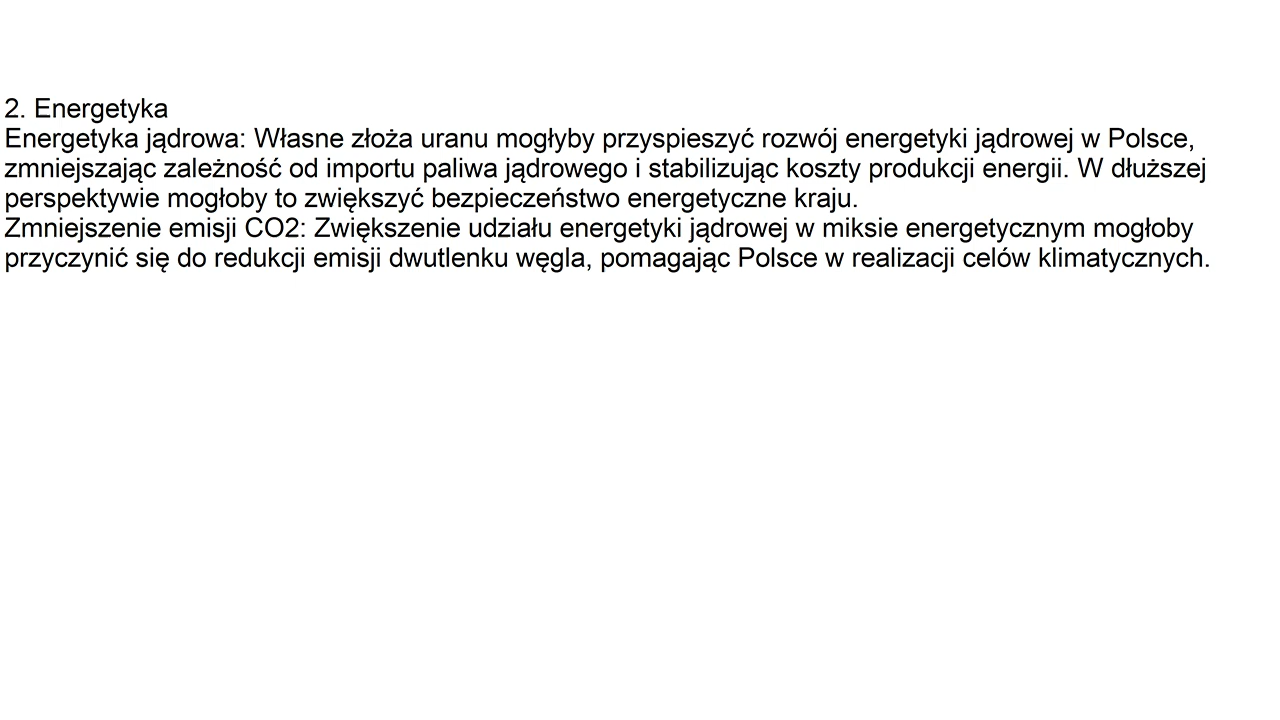 2. Energetyka
Energetyka jądrowa: Własne złoża uranu mogłyby przyspieszyć rozwój energetyki jądrowej w Polsce,
zmniejszając zależność od importu paliwa jądrowego i stabilizując koszty produkcji energii. W dłuższej
perspektywie mogłoby to zwiększyć bezpieczeństwo energetyczne kraju.
Zmniejszenie emisji CO2: Zwiększenie udziału energetyki jądrowej w miksie energetycznym mogłoby
przyczynić się do redukcji emisji dwutlenku węgla, pomagając Polsce w realizacji celów klimatycznych.